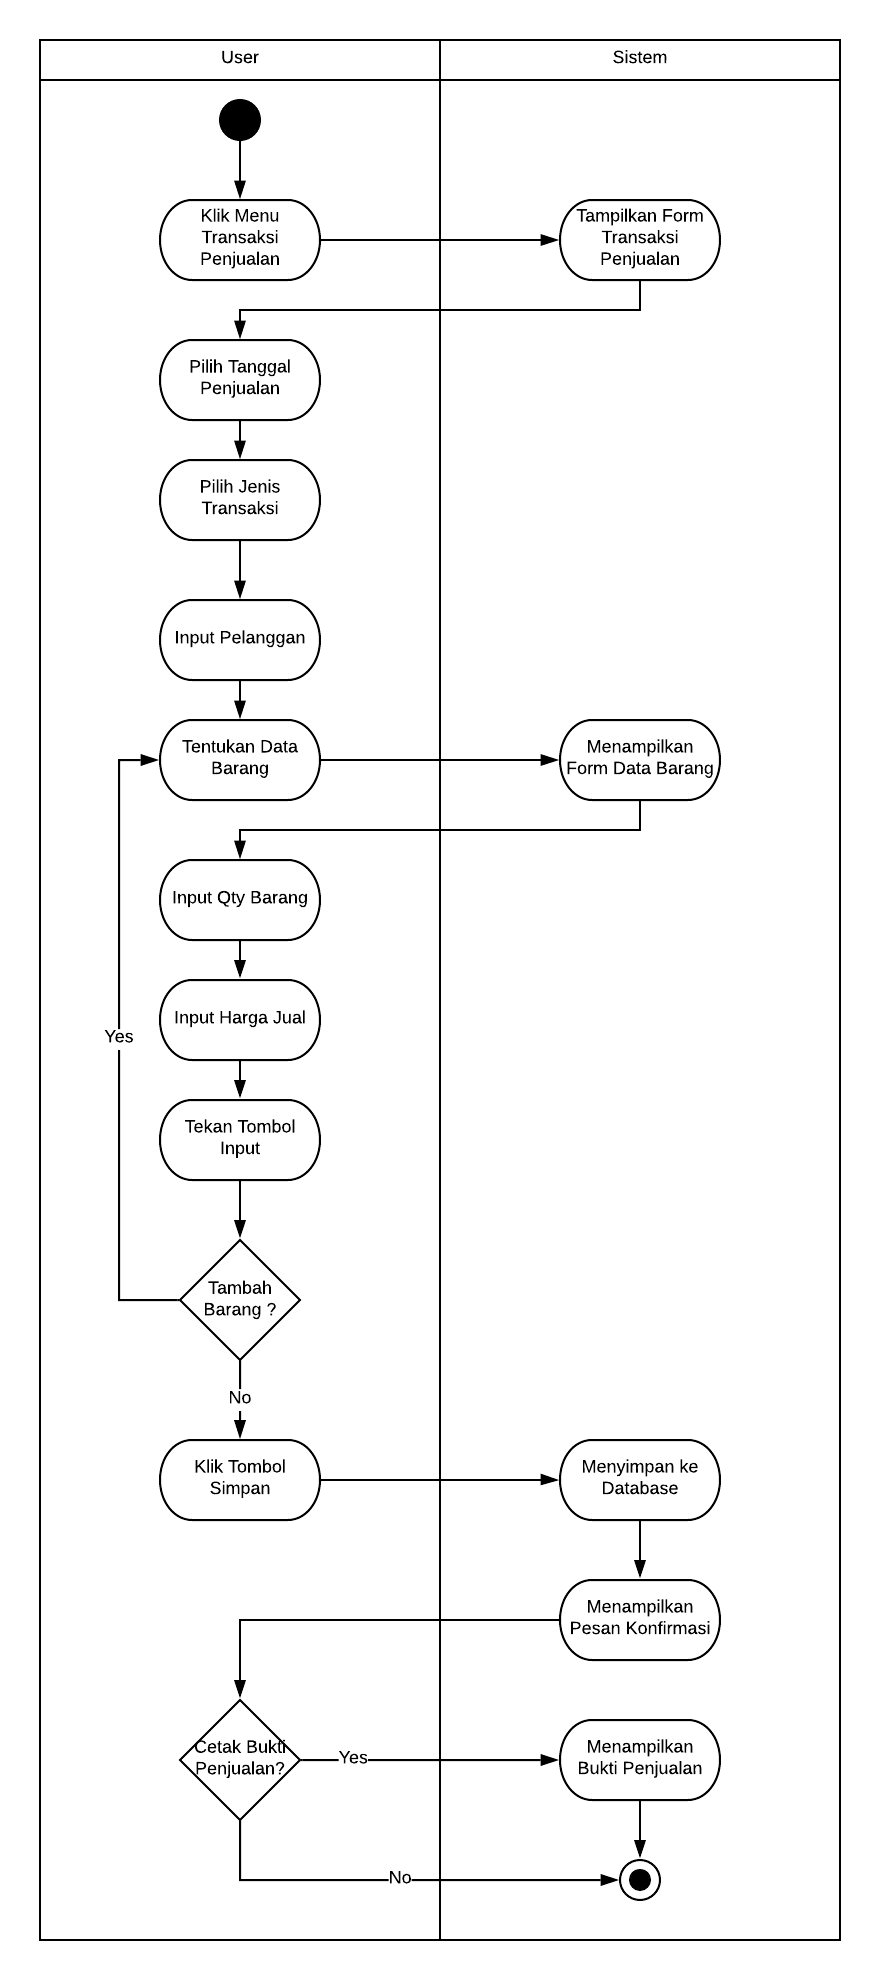 User
Sistem
Klik Menu
Transaksi
Penjualan
Tampilkan Form
Transaksi
Penjualan
Pilih Tanggal
Penjualan
Pilih Jenis
Transaksi
Input Pelanggan
Tentukan Data
Barang
Menampilkan
Form Data Barang
Input Qty Barang
Input Harga Jual
Yes
Tekan Tombol
Input
Tambah
Barang ?
No
Klik Tombol
Simpan
Menyimpan ke
Database
Menampilkan
Pesan Konfirmasi
Cetak Bukti
Penjualan?
Yes
Menampilkan
Bukti Penjualan
No